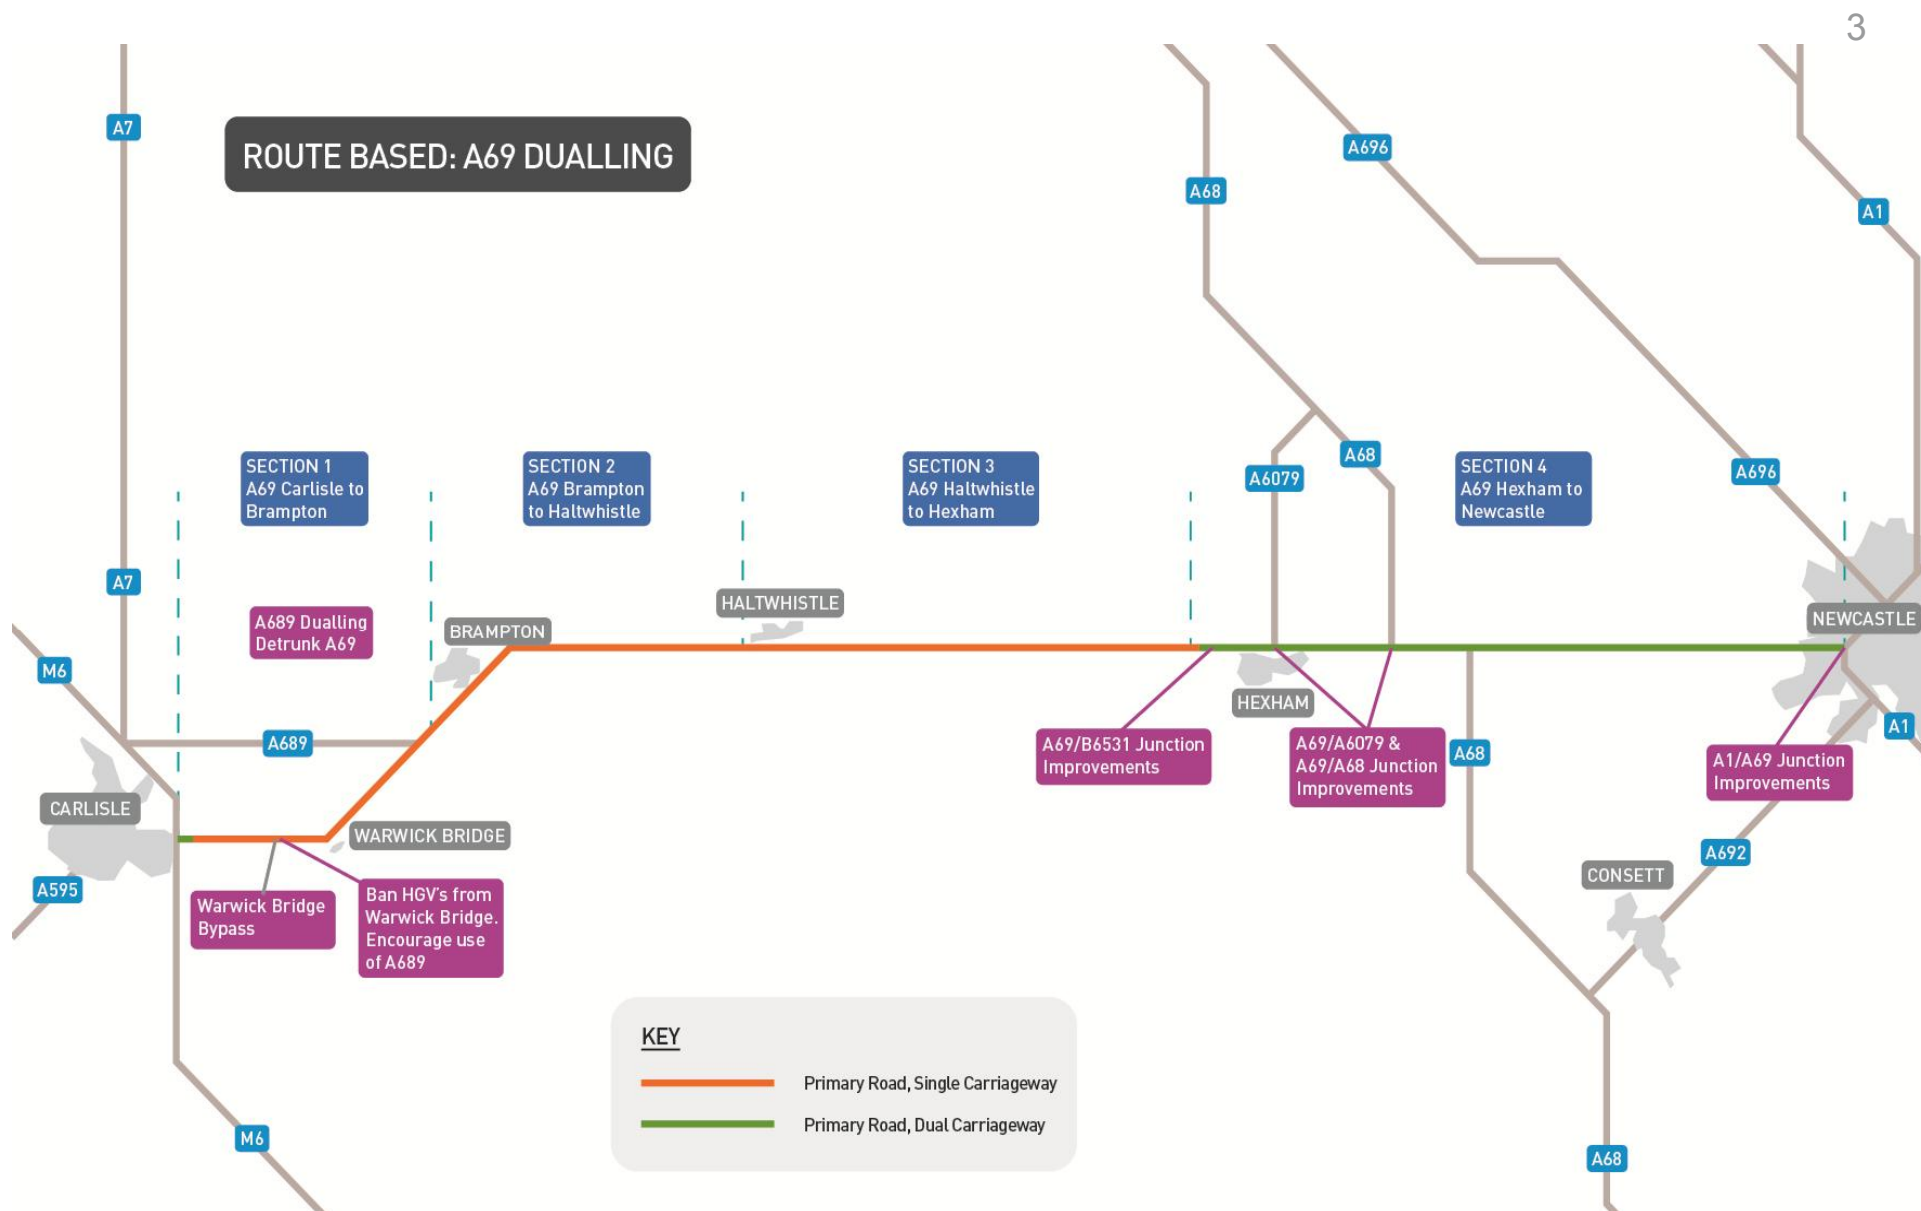 3
A7
ROUTE BASED: A69 DUALLING
A696
A68
A1
SECTION 1
A69 Carlisle to
Brampton
SECTION 2
A69 Brampton
to Haltwhistle
SECTION 3
A69 Haltwhistle
to Hexham
A6079
A68
SECTION 4
A69 Hexham to
Newcastle
A696
A7
A689 Dualling
Detrunk A69
BRAMPTON
HALTWHISTLE
NEWCASTLE
M6
A689
HEXHAM
A69/B6531 Junction
Improvements
A69/A6079 &
A69/A68 Junction
Improvements
A68
A1/A69 Junction
Improvements
A1
CARLISLE
WARWICK BRIDGE
A595
Warwick Bridge
Bypass
Ban HGV's from
Warwick Bridge.
Encourage use
of A689
A692
CONSETT
KEY
Primary Road, Single Carriageway
Primary Road, Dual Carriageway
M6
A68